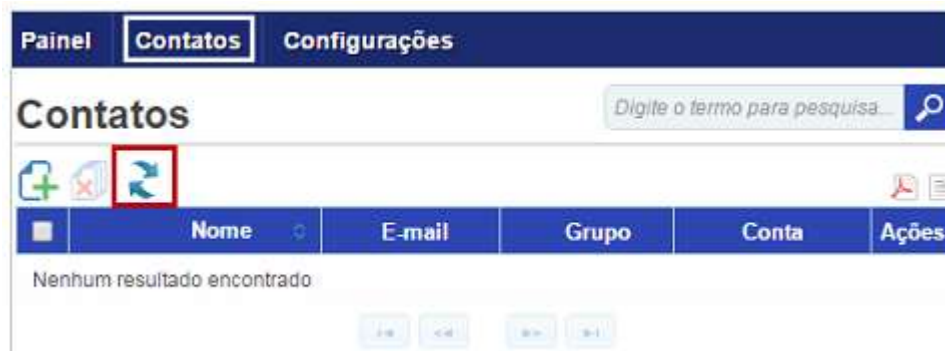 Painel Contatos Configurações
Contatos
Digite o termo para pesquisa...
Nome E-mail Grupo Conta Ações
Nenhum resultado encontrado